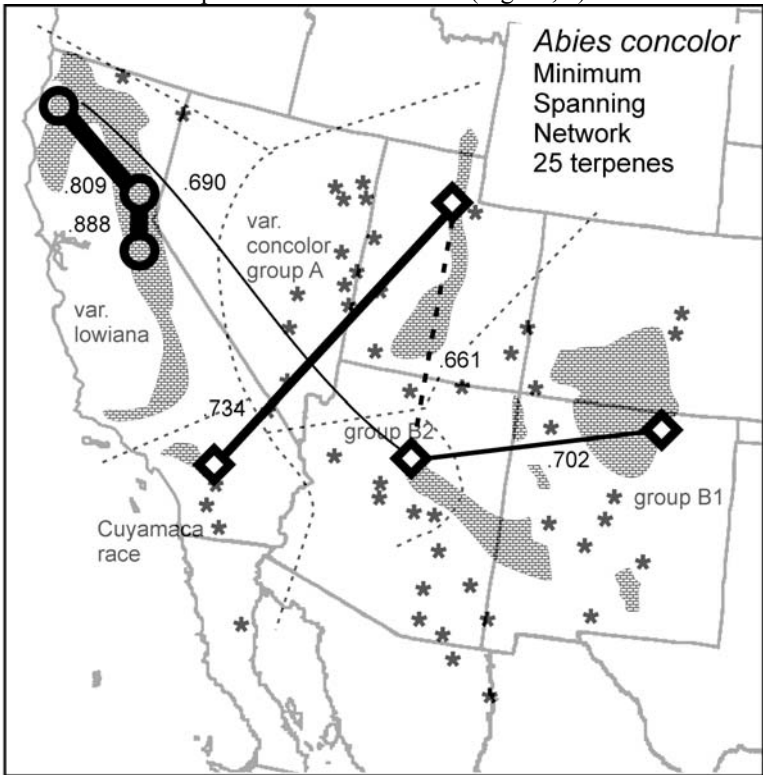 Abies concolor
Minimum
Spanning
Network
25 terpenes
.809
.690
.888
var.
concolor
group A
var.
lowiana
.661
.734
group B2
.702
group B1
Cuyamaca
race